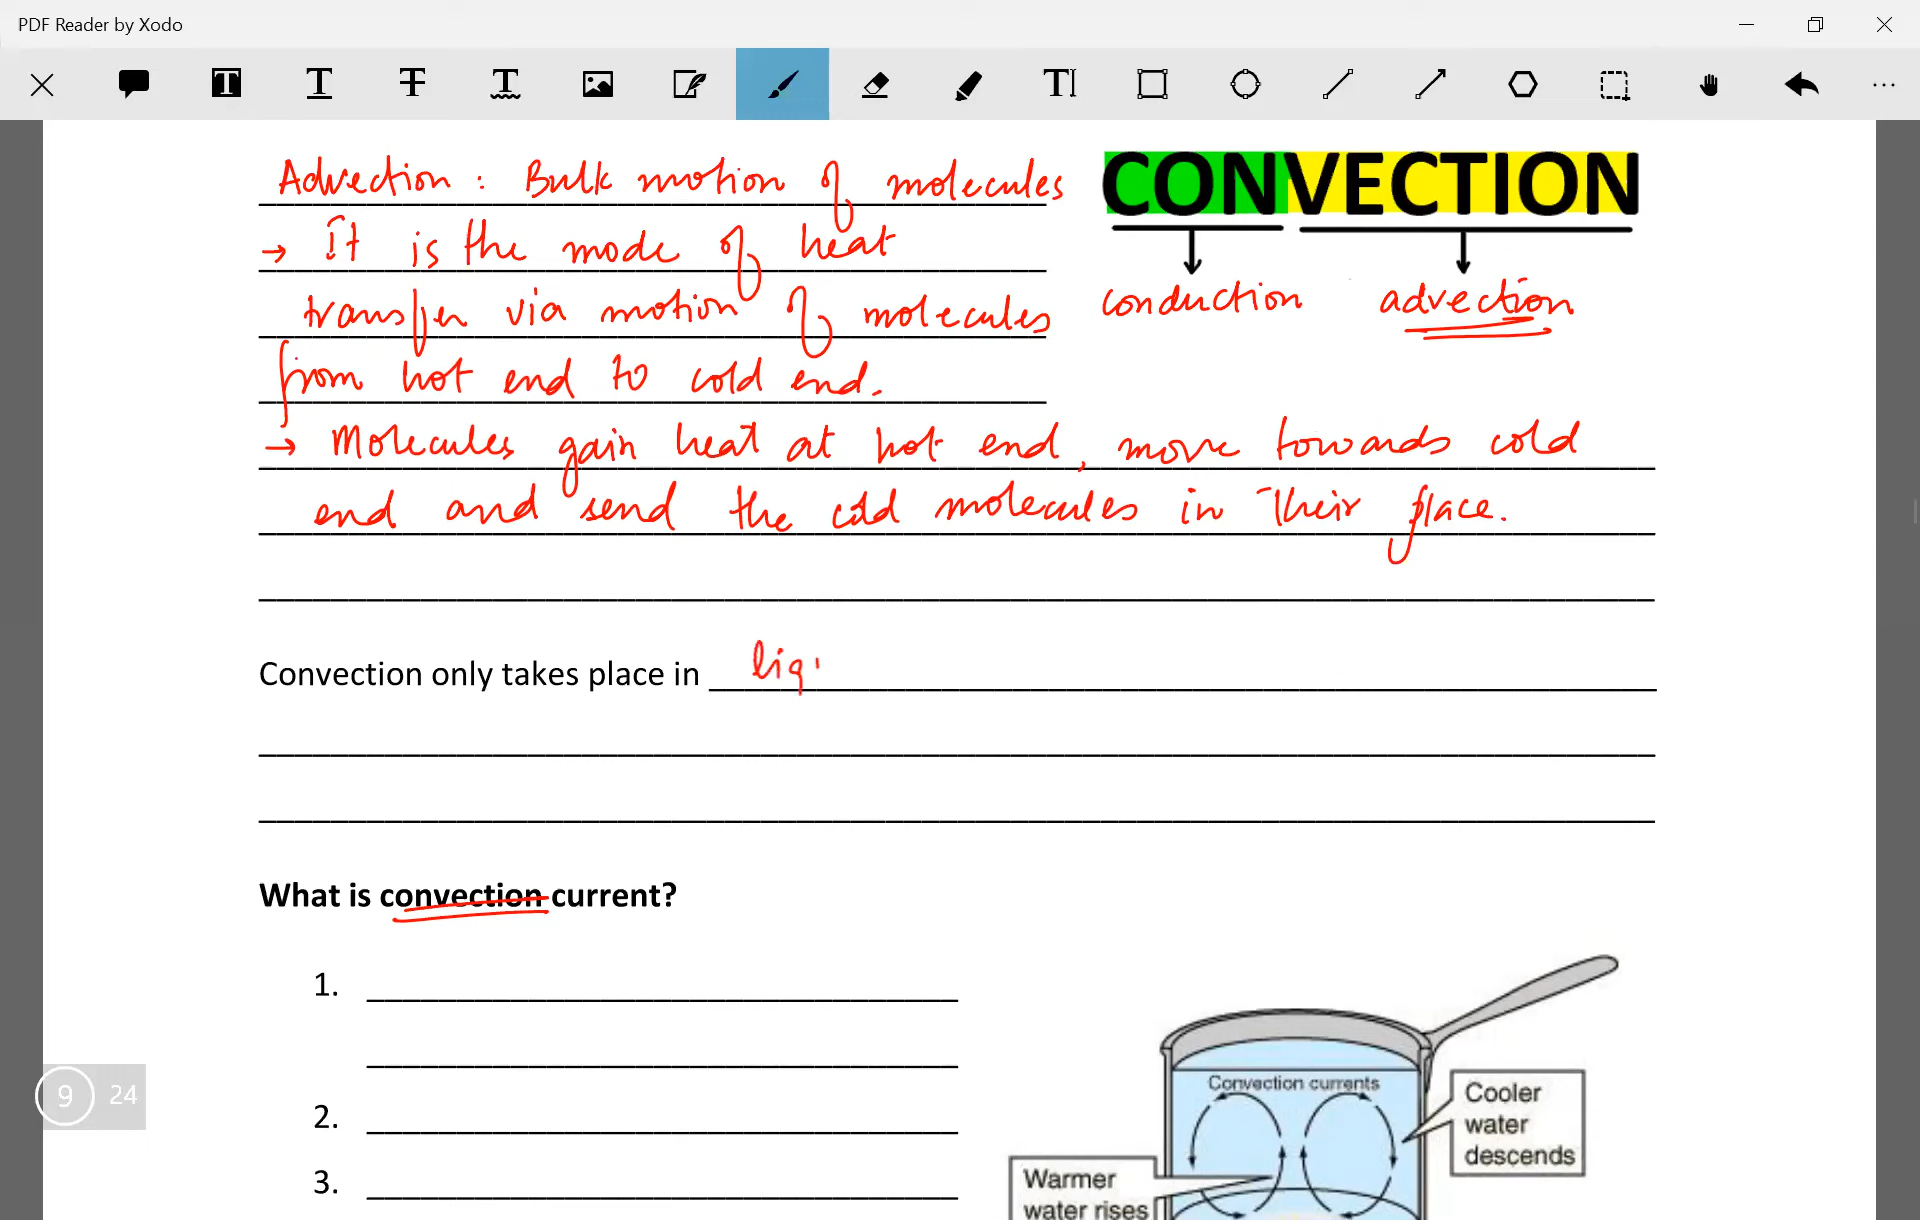 PDF Reader by Xodo
Advection : Bulk motion of molecules
CONVECTION
→ It is the mode of heat
transfer via motion of molecules
conduction advection
from hot end to cold end.
→ Molecules gain heat at hot end, move towards cold
end and send the cold molecules in their place.
Convection only takes place in liqi
What is convection current?
1.
2.
3.
Convection currents
Cooler
water
descends
Warmer
water rises
9 24